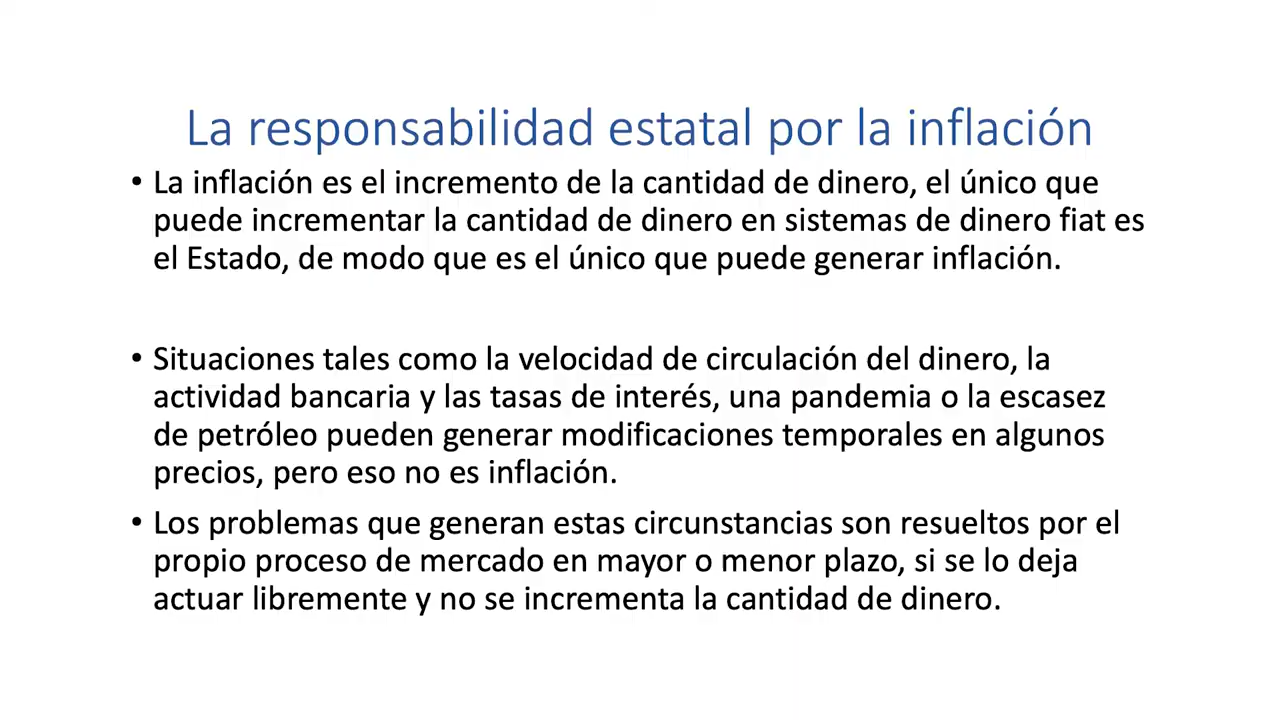 La responsabilidad estatal por la inflación
• La inflación es el incremento de la cantidad de dinero, el único que
puede incrementar la cantidad de dinero en sistemas de dinero fiat es
el Estado, de modo que es el único que puede generar inflación.
• Situaciones tales como la velocidad de circulación del dinero, la
actividad bancaria y las tasas de interés, una pandemia o la escasez
de petróleo pueden generar modificaciones temporales en algunos
precios, pero eso no es inflación.
• Los problemas que generan estas circunstancias son resueltos por el
propio proceso de mercado en mayor o menor plazo, si se lo deja
actuar libremente y no se incrementa la cantidad de dinero.